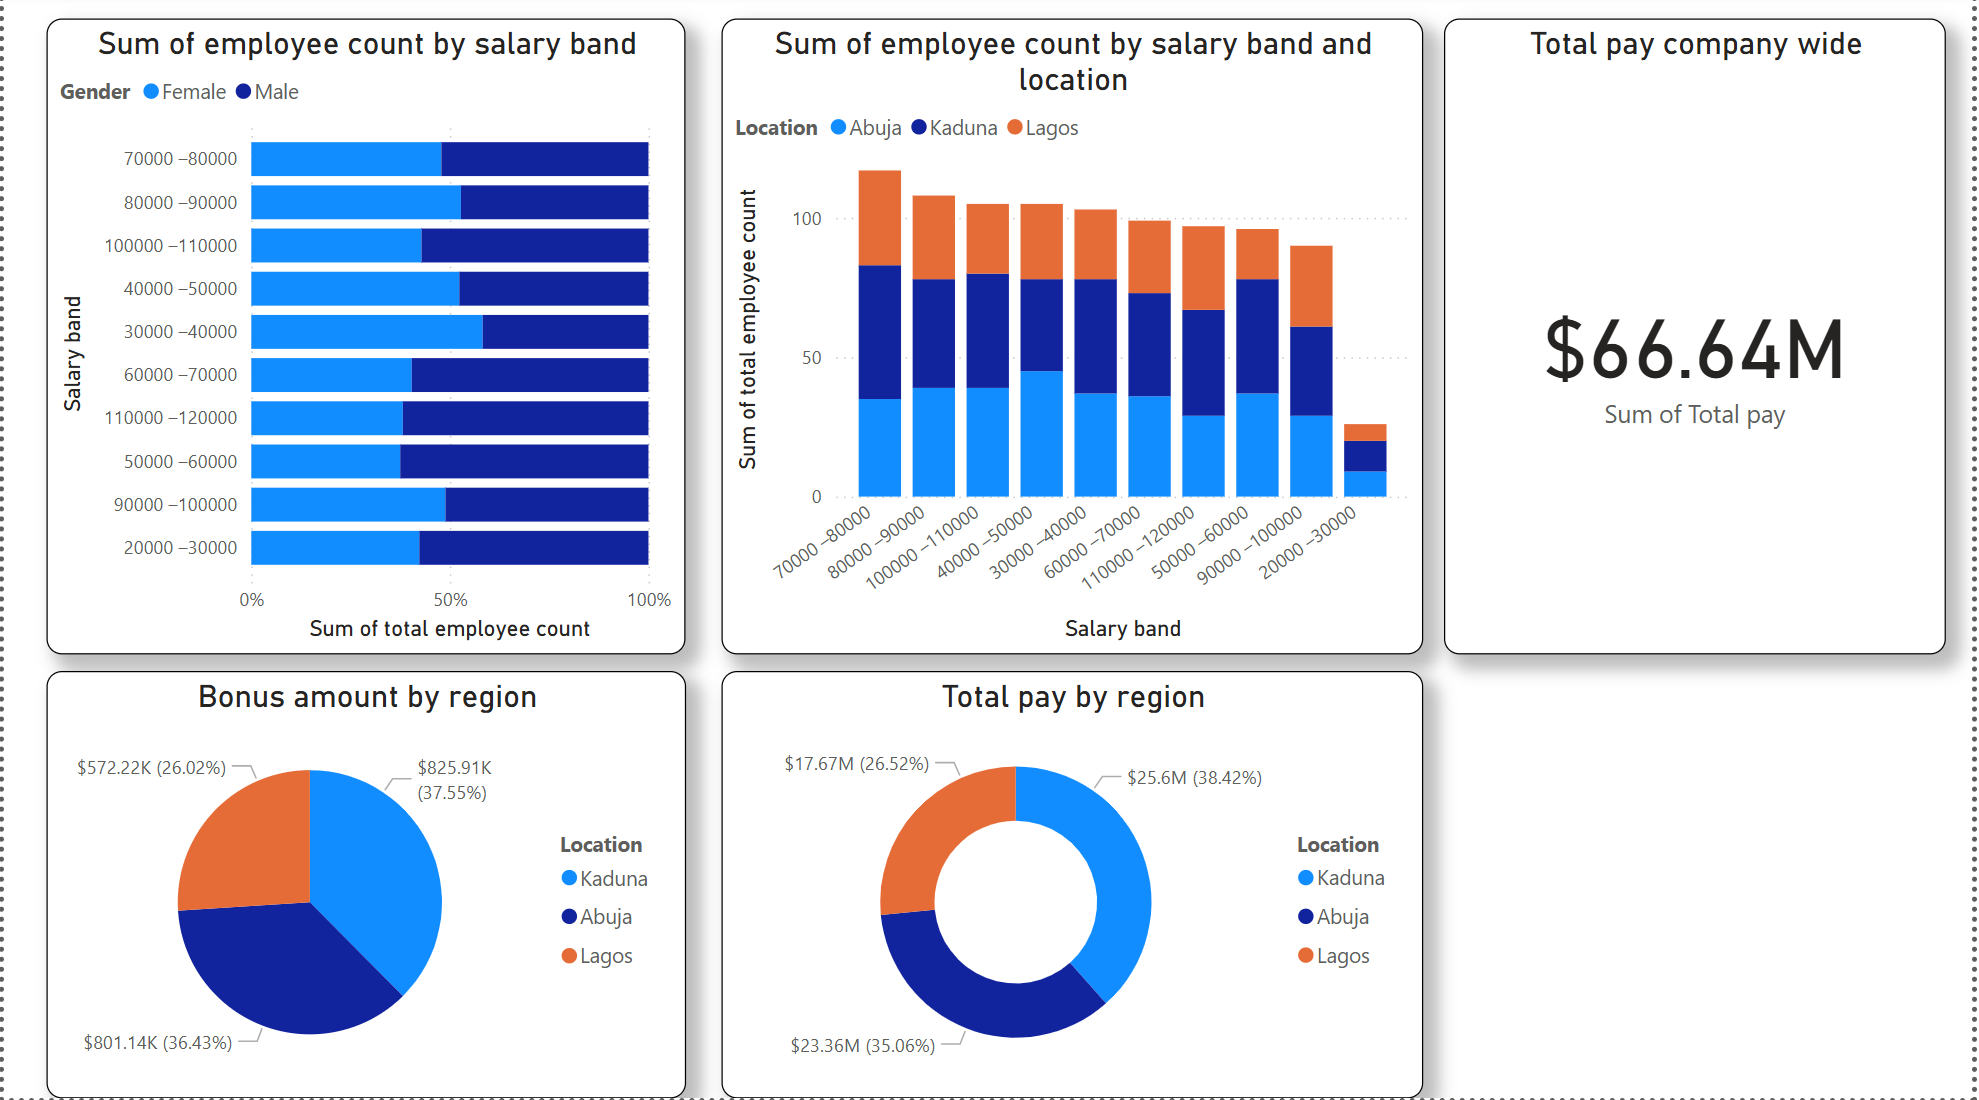 Sum of employee count by salary band
Gender Female Male
Salary band
70000 –80000
80000 –90000
100000 –110000
40000 –50000
30000 –40000
60000 –70000
110000 –120000
50000 –60000
90000 –100000
20000 –30000
0% 50% 100%
Sum of total employee count
Sum of employee count by salary band and
location
Location Abuja Kaduna Lagos
Sum of total employee count
100
50
0
70000 –80000
80000 –90000
100000 –110000
40000 –50000
30000 –40000
60000 –70000
110000 –120000
50000 –60000
90000 –100000
20000 –30000
Salary band
Total pay company wide
$66.64M
Sum of Total pay
Bonus amount by region
$572.22K (26.02%)
$825.91K
(37.55%)
$801.14K (36.43%)
Location
Kaduna
Abuja
Lagos
Total pay by region
$17.67M (26.52%)
$25.6M (38.42%)
$23.36M (35.06%)
Location
Kaduna
Abuja
Lagos